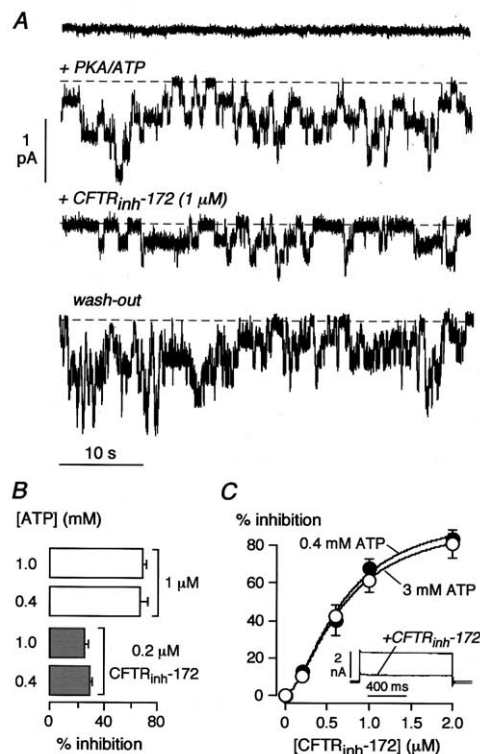 A
+ PKA/ATP
1
pA
+ CFTRinh-172 (1 µM)
wash-out
10 s
B
[ATP] (mM)
1.0
0.4
1 µM
1.0
0.4
0.2 µM
CFTRinh-172
0 20 40 60 80
% inhibition
C
% inhibition
80
60
40
20
0
0.4 mM ATP
3 mM ATP
+CFTRinh-172
2
nA
400 ms
0.0 0.5 1.0 1.5 2.0
[CFTRinh-172] (µM)